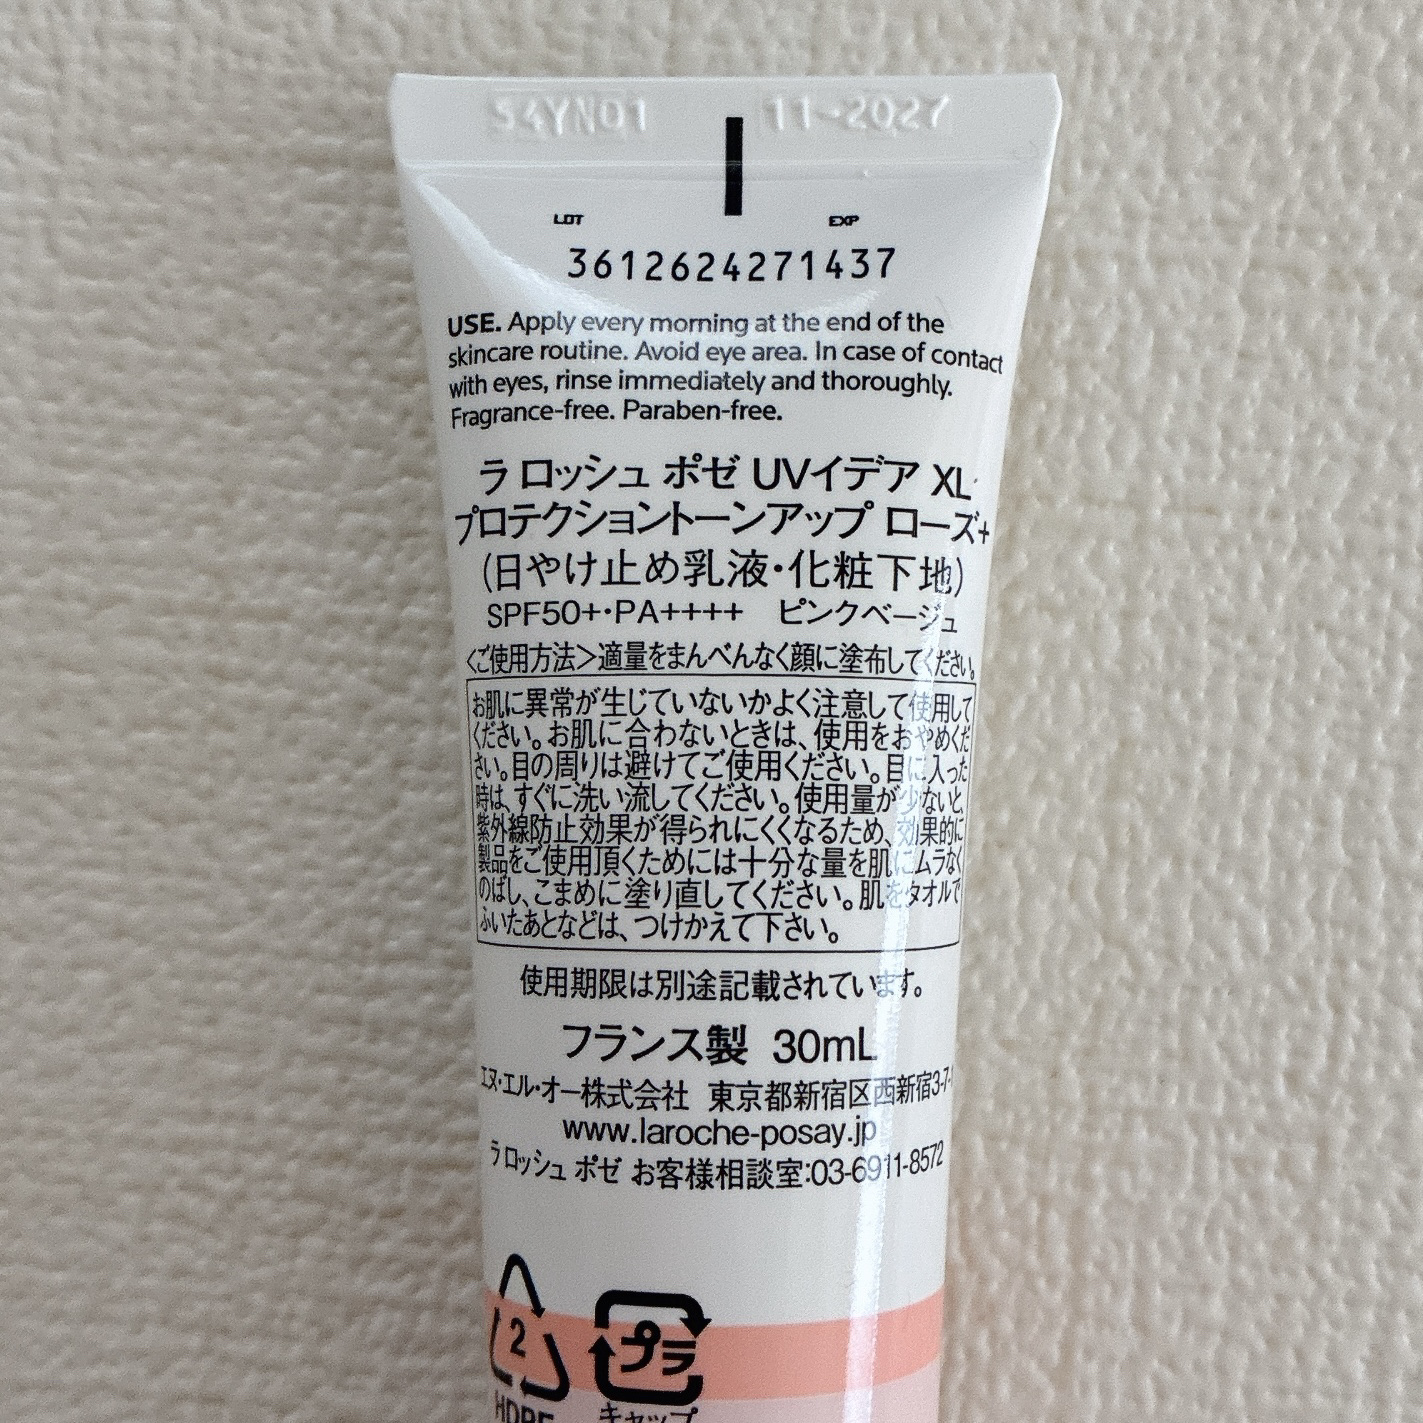 54YN01 11-2027
LOT EXP
3612624271437
USE. Apply every morning at the end of the
skincare routine. Avoid eye area. In case of contact
with eyes, rinse immediately and thoroughly.
Fragrance-free. Paraben-free.
ラ ロッシュ ポゼ UVイデア XL
プロテクショントーンアップ ローズ+
(日やけ止め乳液・化粧下地)
SPF50+・PA++++ ピンクベージュ
<ご使用方法>適量をまんべんなく顔に塗布してください。
お肌に異常が生じていないかよく注意して使用して
ください。お肌に合わないときは、使用をおやめくだ
さい。目の周りは避けてご使用ください。目に入った
時は、すぐに洗い流してください。使用量が少ないと、
紫外線防止効果が得られにくくなるため、効果的に
製品をご使用頂くためには十分な量を肌にムラなく
のばし、こまめに塗り直してください。肌をタオルで
ふいたあとなどは、つけかえて下さい。
使用期限は別途記載されています。
フランス製 30mL
エヌ・エル・オー株式会社 東京都新宿区西新宿3-7-1
www.laroche-posay.jp
ラ ロッシュ ポゼ お客様相談室:03-6911-8572
2
プラ
HDPE
キャップ